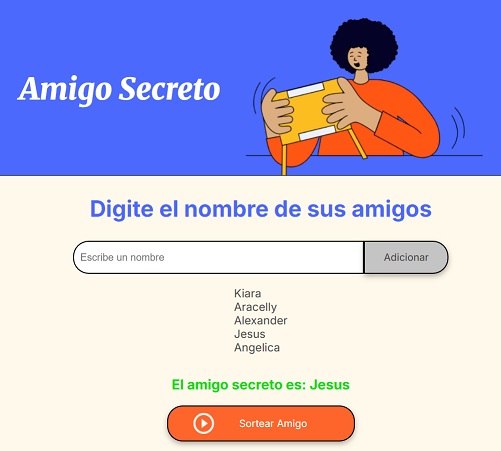 Amigo Secreto
Digite el nombre de sus amigos
Escribe un nombre
Adicionar
Kiara
Aracelly
Alexander
Jesus
Angelica
El amigo secreto es: Jesus
Sortear Amigo